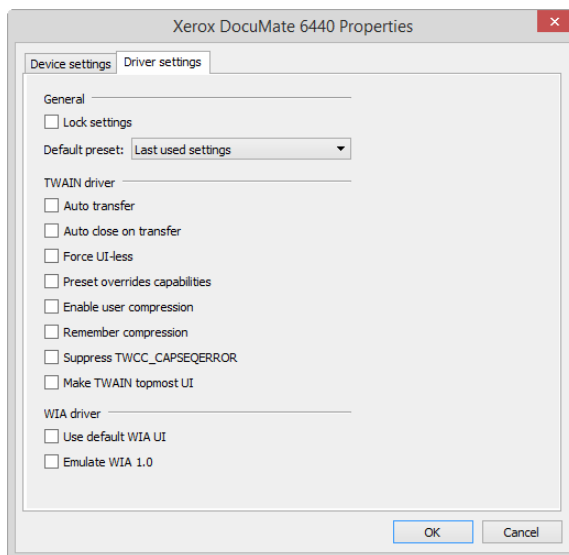 Xerox DocuMate 6440 Properties
Device settings
Driver settings
General
Lock settings
Default preset: Last used settings
TWAIN driver
Auto transfer
Auto close on transfer
Force UI-less
Preset overrides capabilities
Enable user compression
Remember compression
Suppress TWCC_CAPSEQERROR
Make TWAIN topmost UI
WIA driver
Use default WIA UI
Emulate WIA 1.0
OK
Cancel